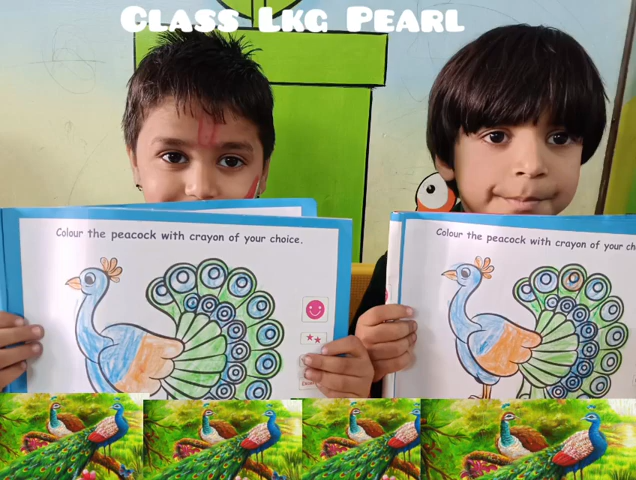 Class Lkg Pearl
Colour the peacock with crayon of your choice.
Colour the peacock with crayon of your ch